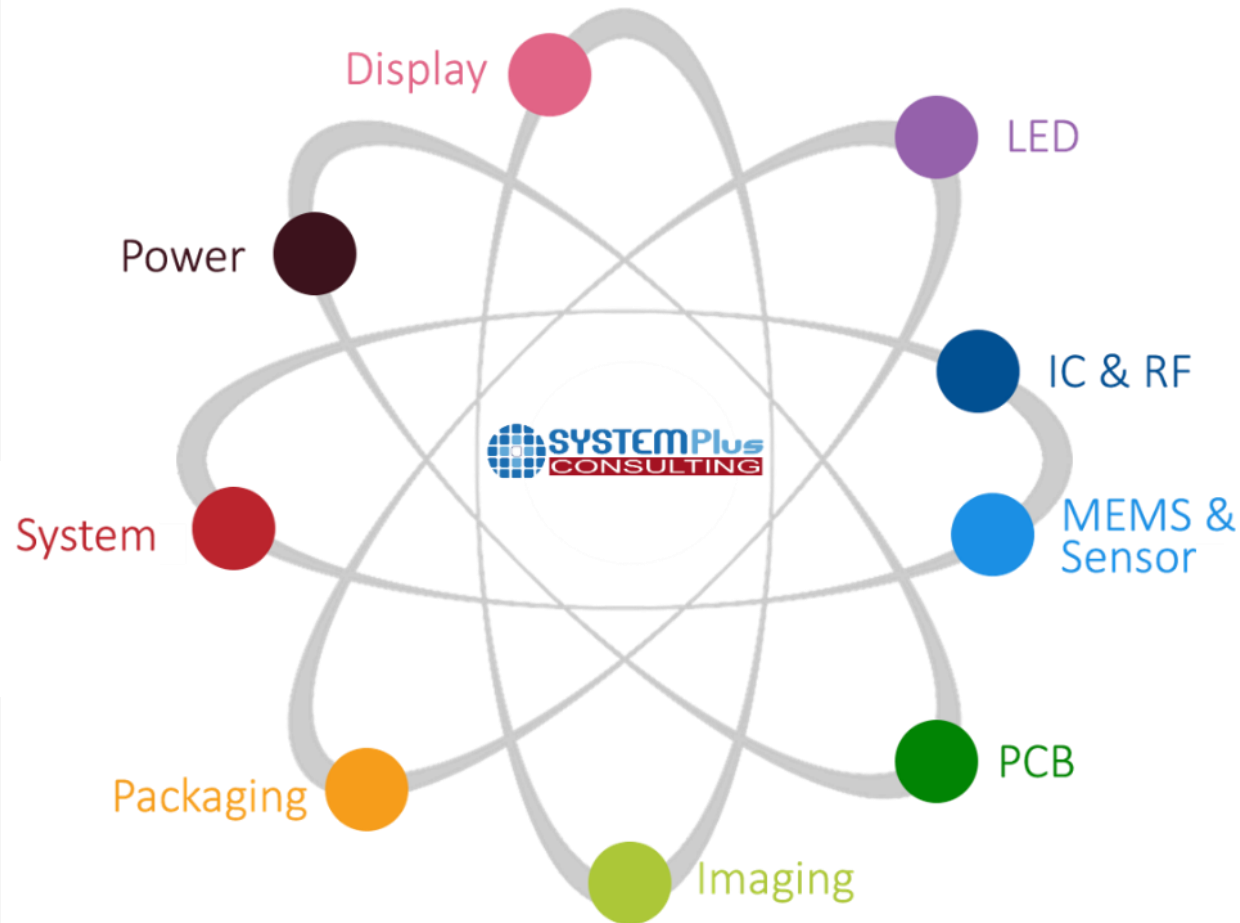 Display
LED
Power
IC & RF
SYSTEMPlus
CONSULTING
System
MEMS &
Sensor
Packaging
PCB
Imaging